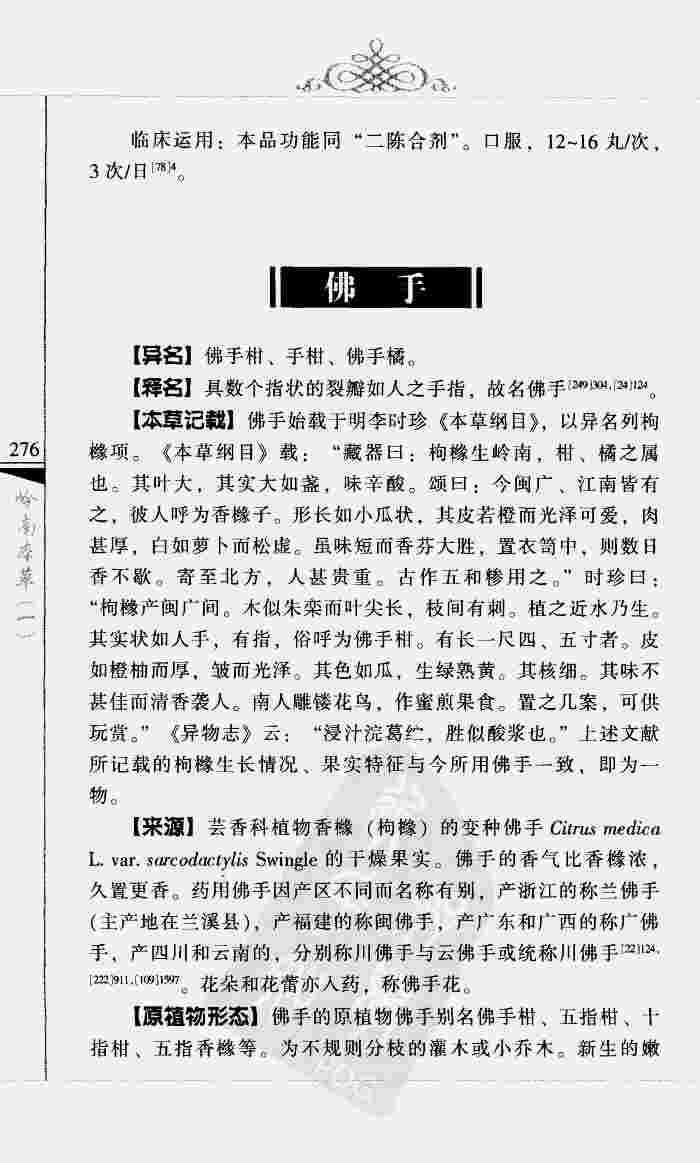 临床运用：本品功能同“二陈合剂”。口服，12~16 丸/次，
3 次/日[78]4。
佛 手
【异名】佛手柑、手柑、佛手橘。
【释名】具数个指状的裂瓣如人之手指，故名佛手[249]304,[24]124。
【本草记载】佛手始载于明李时珍《本草纲目》，以异名列枸
橼项。《本草纲目》载：“藏器曰：枸橼生岭南，柑、橘之属
也。其叶大，其实大如盏，味辛酸。颂曰：今闽广、江南皆有
之，彼人呼为香橼子。形长如小瓜状，其皮若橙而光泽可爱，肉
甚厚，白如萝卜而松虚。虽味短而香芬大胜，置衣笥中，则数日
香不歇。寄至北方，人甚贵重。古作五和糁用之。”时珍曰：
“枸橼产闽广间。木似朱栾而叶尖长，枝间有刺。植之近水乃生。
其实状如人手，有指，俗呼为佛手柑。有长一尺四、五寸者。皮
如橙柚而厚，皱而光泽。其色如瓜，生绿熟黄。其核细。其味不
甚佳而清香袭人。南人雕镂花鸟，作蜜煎果食。置之几案，可供
玩赏。”《异物志》云：“浸汁浣葛纻，胜似酸浆也。”上述文献
所记载的枸橼生长情况、果实特征与今所用佛手一致，即为一
物。
【来源】芸香科植物香橼（枸橼）的变种佛手 Citrus medica
L. var. sarcodactylis Swingle 的干燥果实。佛手的香气比香橼浓，
久置更香。药用佛手因产区不同而名称有别，产浙江的称兰佛手
(主产地在兰溪县)，产福建的称闽佛手，产广东和广西的称广佛
手，产四川和云南的，分别称川佛手与云佛手或统称川佛手[22]124,
[222]911,[109]1597。花朵和花蕾亦入药，称佛手花。
【原植物形态】佛手的原植物佛手别名佛手柑、五指柑、十
指柑、五指香橼等。为不规则分枝的灌木或小乔木。新生的嫩
276
岭南本草（一）